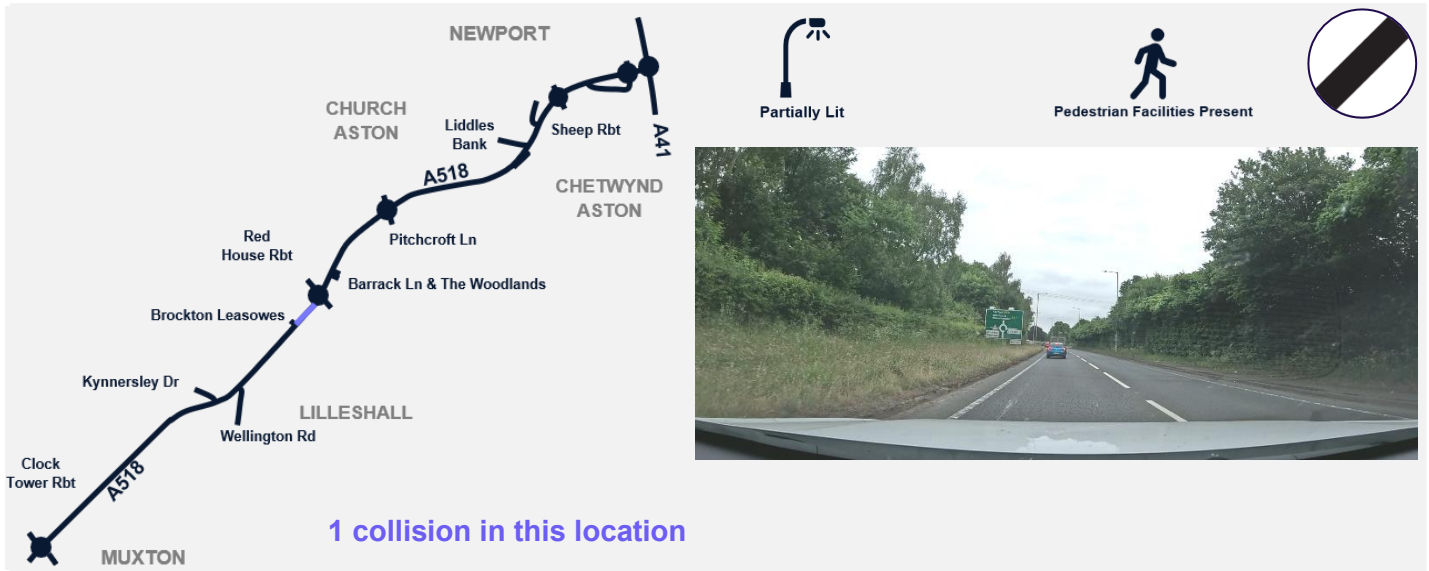 NEWPORT
CHURCH
ASTON
Liddles
Bank
Sheep Rbt
A41
A518
CHETWYND
ASTON
Pitchcroft Ln
Red
House Rbt
Barrack Ln & The Woodlands
Brockton Leasowes
Kynnersley Dr
LILLESHALL
Wellington Rd
Clock
Tower Rbt
A518
MUXTON
1 collision in this location
Partially Lit
Pedestrian Facilities Present